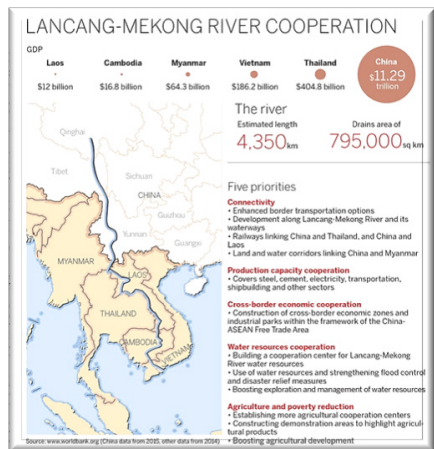 LANCANG-MEKONG RIVER COOPERATION
GDP
Laos
Cambodia
Myanmar
Vietnam
Thailand
China
$12 billion
$16.8 billion
$64.3 billion
$186.2 billion
$404.8 billion
$11.29
trillion
The river
Estimated length
4,350km
Drains area of
795,000sq km
Qinghai
Tibet
Sichuan
CHINA
Guizhou
Yunnan
Guangxi
MYANMAR
LAOS
THAILAND
CAMBODIA
VIETNAM
Five priorities
Connectivity
• Enhanced border transportation options
• Development along Lancang-Mekong River and its
waterways
• Railways linking China and Thailand, and China and
Laos
• Land and water corridors linking China and Myanmar
Production capacity cooperation
• Covers steel, cement, electricity, transportation,
shipbuilding and other sectors
Cross-border economic cooperation
• Construction of cross-border economic zones and
industrial parks within the framework of the China-
ASEAN Free Trade Area
Water resources cooperation
• Building a cooperation center for Lancang-Mekong
River water resources
• Use of water resources and strengthening flood control
and disaster relief measures
• Boosting exploration and management of water resources
Agriculture and poverty reduction
• Establishing more agricultural cooperation centers
• Constructing demonstration areas to highlight agricul-
tural products
• Boosting agricultural development
Source: www.worldbank.org (China data from 2015, other data from 2014)